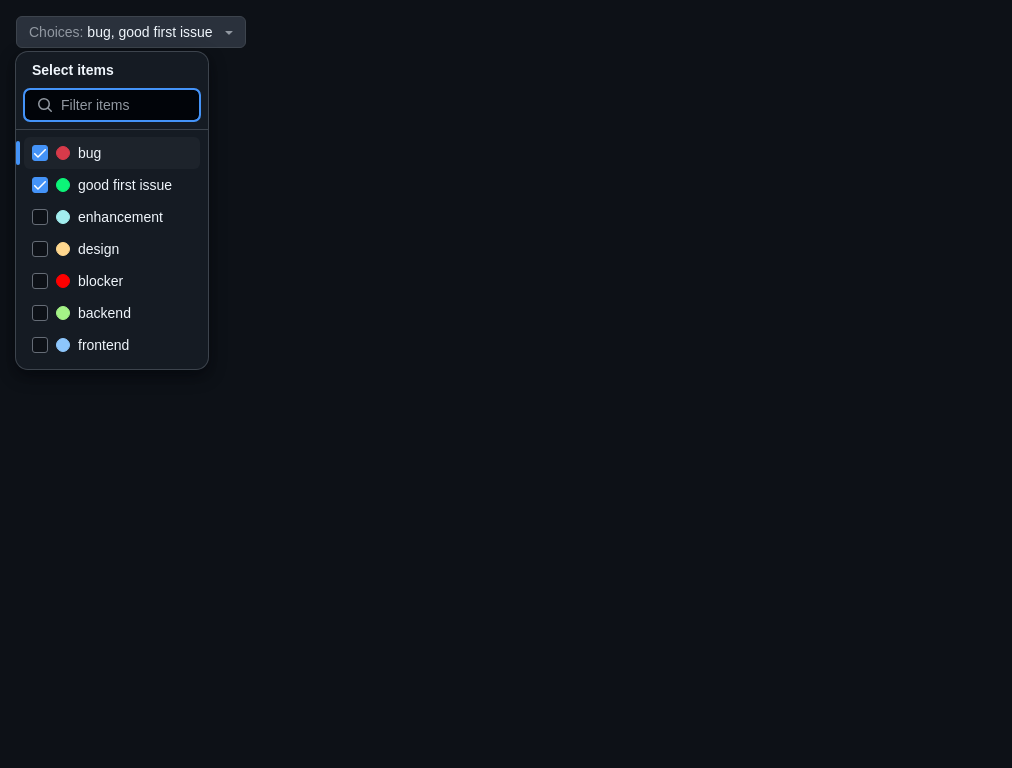 Choices: bug, good first issue
Select items
Filter items
bug
good first issue
enhancement
design
blocker
backend
frontend